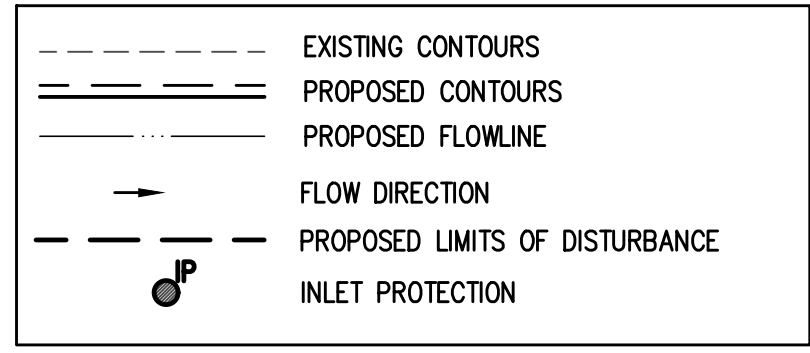 EXISTING CONTOURS
PROPOSED CONTOURS
PROPOSED FLOWLINE
FLOW DIRECTION
PROPOSED LIMITS OF DISTURBANCE
IP
INLET PROTECTION